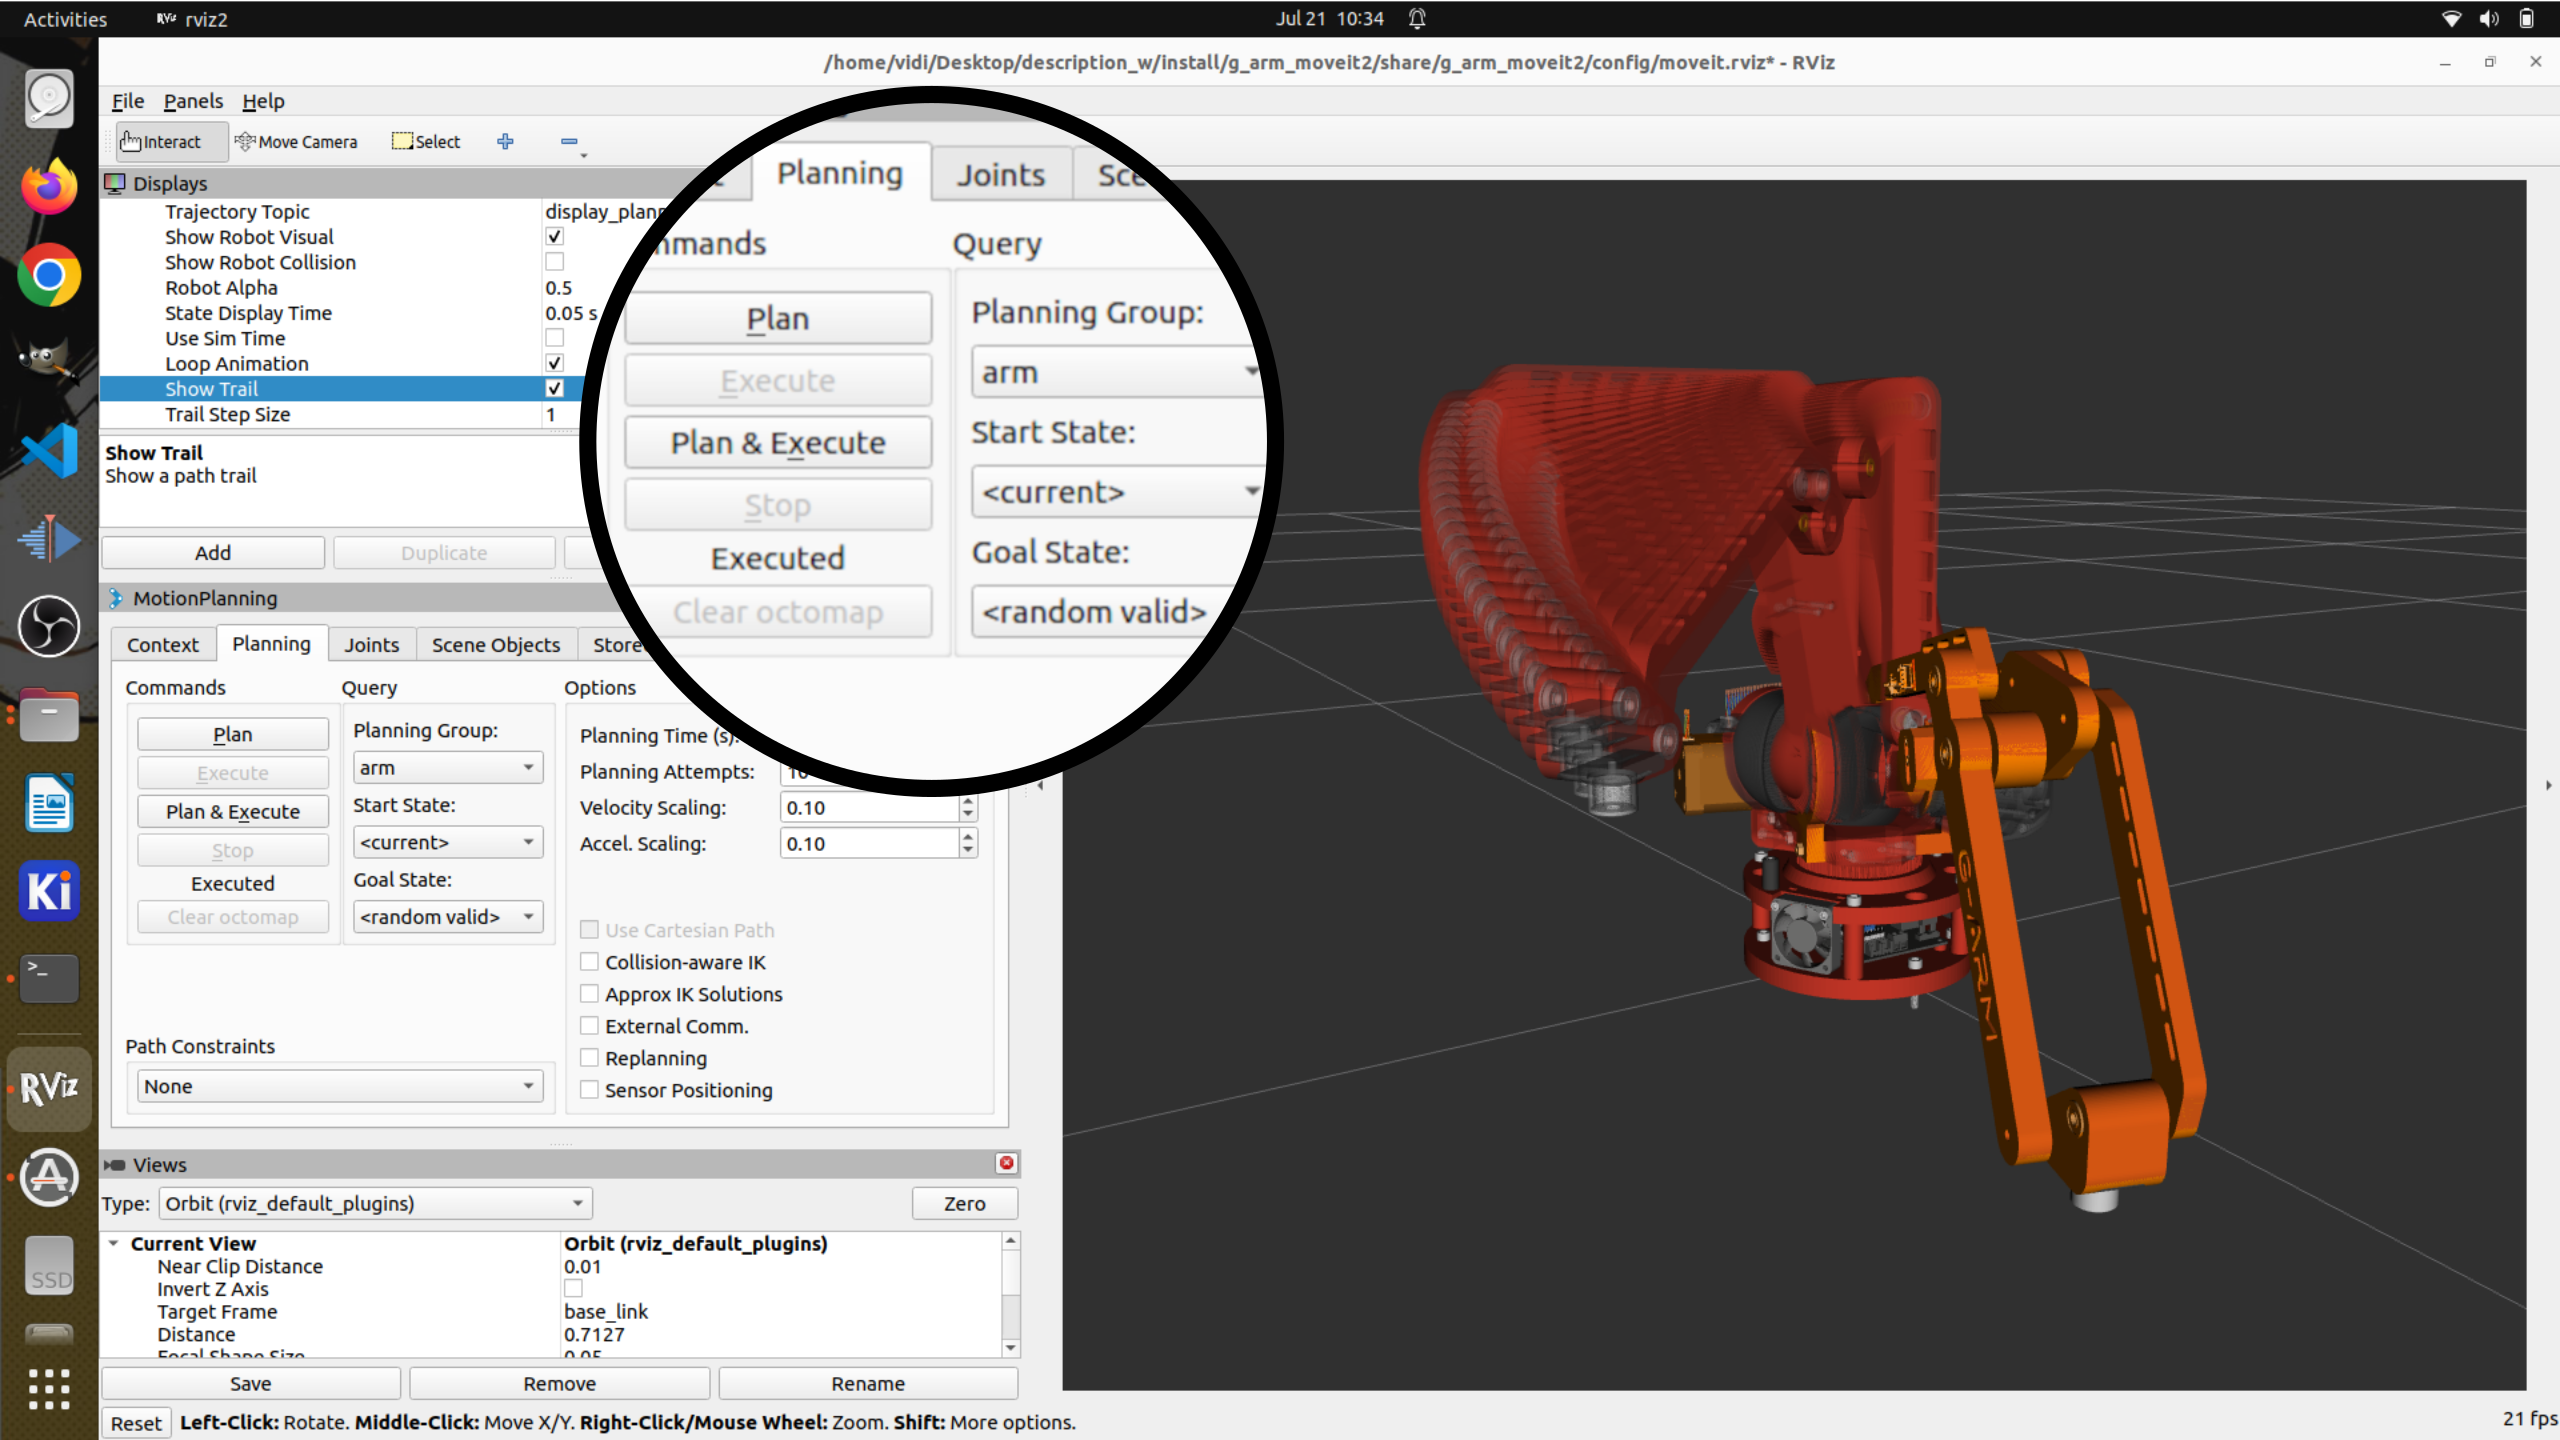 Activities
RViz rviz2
Jul 21 10:34
/home/vidi/Desktop/description_w/install/g_arm_moveit2/share/g_arm_moveit2/config/moveit.rviz* - RViz
File Panels Help
Interact Move Camera Select
Displays
Trajectory Topic display_plan
Show Robot Visual
Show Robot Collision
Robot Alpha 0.5
State Display Time 0.05 s
Use Sim Time
Loop Animation
Show Trail
Trail Step Size 1
Show Trail
Show a path trail
Add Duplicate
Planning Joints Sce
mmands Query
Plan Planning Group:
Execute arm
Plan & Execute Start State:
Stop <current>
Executed Goal State:
Clear octomap <random valid>
MotionPlanning
Context Planning Joints Scene Objects Store
Commands Query Options
Plan Planning Group: Planning Time (s):
Execute arm Planning Attempts: 10
Plan & Execute Start State: Velocity Scaling: 0.10
Stop <current> Accel. Scaling: 0.10
Executed Goal State:
Clear octomap <random valid>
Use Cartesian Path
Collision-aware IK
Approx IK Solutions
External Comm.
Replanning
Sensor Positioning
Path Constraints
None
Views
Type: Orbit (rviz_default_plugins) Zero
Current View Orbit (rviz_default_plugins)
Near Clip Distance 0.01
Invert Z Axis
Target Frame base_link
Distance 0.7127
Focal Shape Size 0.05
Save Remove Rename
Reset Left-Click: Rotate. Middle-Click: Move X/Y. Right-Click/Mouse Wheel: Zoom. Shift: More options.
21 fps
Ki
>_
RViz
SSD
G-ARM